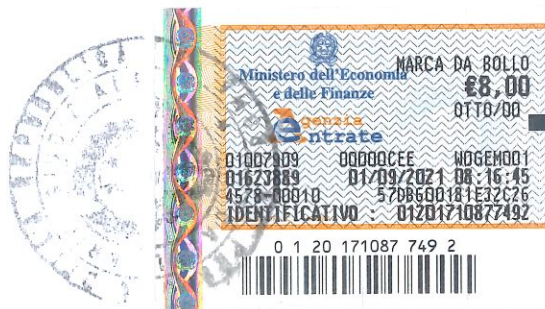 Ministero dell'Economia
e delle Finanze
MARCA DA BOLLO
€8,00
OTTO/00
genzia
ntrate
01007909 00000CEE W0GEM001
01623889 01/09/2021 08:16:45
4578-00010 57DB600181E32C26
IDENTIFICATIVO : 01201710877492
0 1 20 171087 749 2